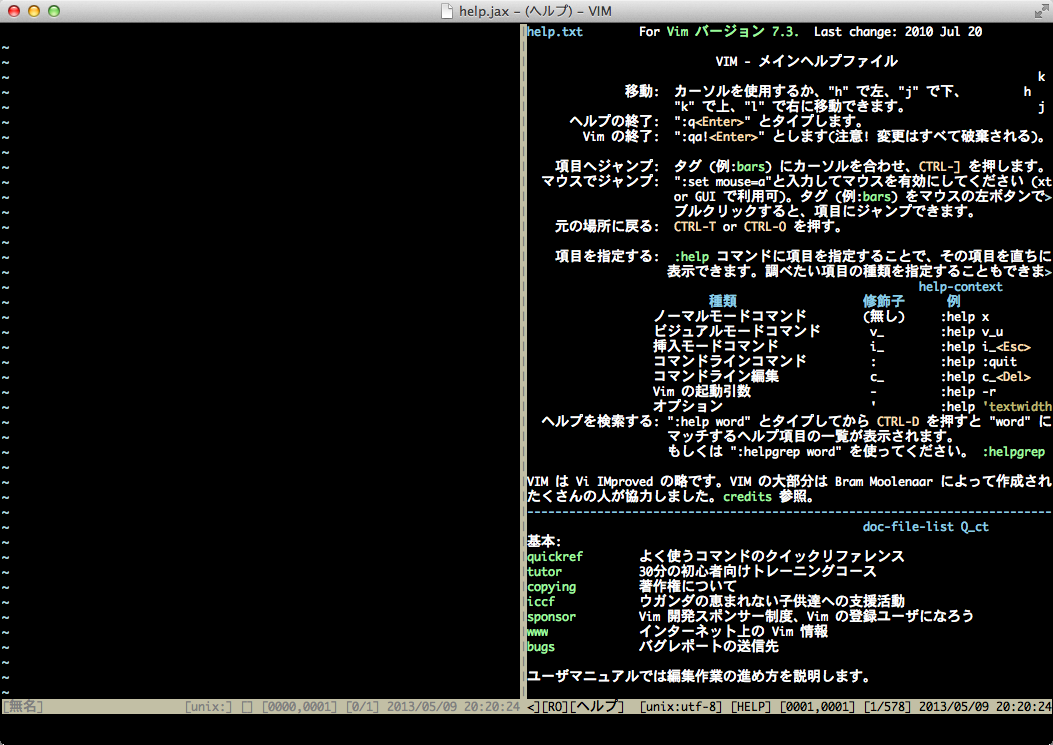 help.jax – (ヘルプ) – VIM
help.txt For Vim バージョン 7.3. Last change: 2010 Jul 20
VIM - メインヘルプファイル
k
移動: カーソルを使用するか、"h" で左、"j" で下、 h
"k" で上、"l" で右に移動できます。 j
ヘルプの終了: ":q<Enter>" とタイプします。
Vim の終了: ":qa!<Enter>" とします(注意! 変更はすべて破棄される)。
項目へジャンプ: タグ (例:bars) にカーソルを合わせ、CTRL-] を押します。
マウスでジャンプ: ":set mouse=a"と入力してマウスを有効にしてください (xt
or GUI で利用可)。タグ (例:bars) をマウスの左ボタンで>
ブルクリックすると、項目にジャンプできます。
元の場所に戻る: CTRL-T or CTRL-O を押す。
項目を指定する: :help コマンドに項目を指定することで、その項目を直ちに
表示できます。調べたい項目の種類を指定することもできま>
help-context
種類 修飾子 例
ノーマルモードコマンド (無し) :help x
ビジュアルモードコマンド v_ :help v_u
挿入モードコマンド i_ :help i_<Esc>
コマンドラインコマンド : :help :quit
コマンドライン編集 c_ :help c_<Del>
Vim の起動引数 - :help -r
オプション ' :help 'textwidth
ヘルプを検索する: ":help word" とタイプしてから CTRL-D を押すと "word" に
マッチするヘルプ項目の一覧が表示されます。
もしくは ":helpgrep word" を使ってください。 :helpgrep
VIM は Vi IMproved の略です。VIM の大部分は Bram Moolenaar によって作成され
たくさんの人が協力しました。credits 参照。
------------------------------------------------------------------------------
doc-file-list Q_ct
基本:
quickref よく使うコマンドのクイックリファレンス
tutor 30分の初心者向けトレーニングコース
copying 著作権について
iccf ウガンダの恵まれない子供達への支援活動
sponsor Vim 開発スポンサー制度、Vim の登録ユーザになろう
www インターネット上の Vim 情報
bugs バグレポートの送信先
ユーザマニュアルでは編集作業の進め方を説明します。
[無名] [unix:] [0000,0001] [0/1] 2013/05/09 20:20:24
<][RO][ヘルプ] [unix:utf-8] [HELP] [0001,0001] [1/578] 2013/05/09 20:20:24